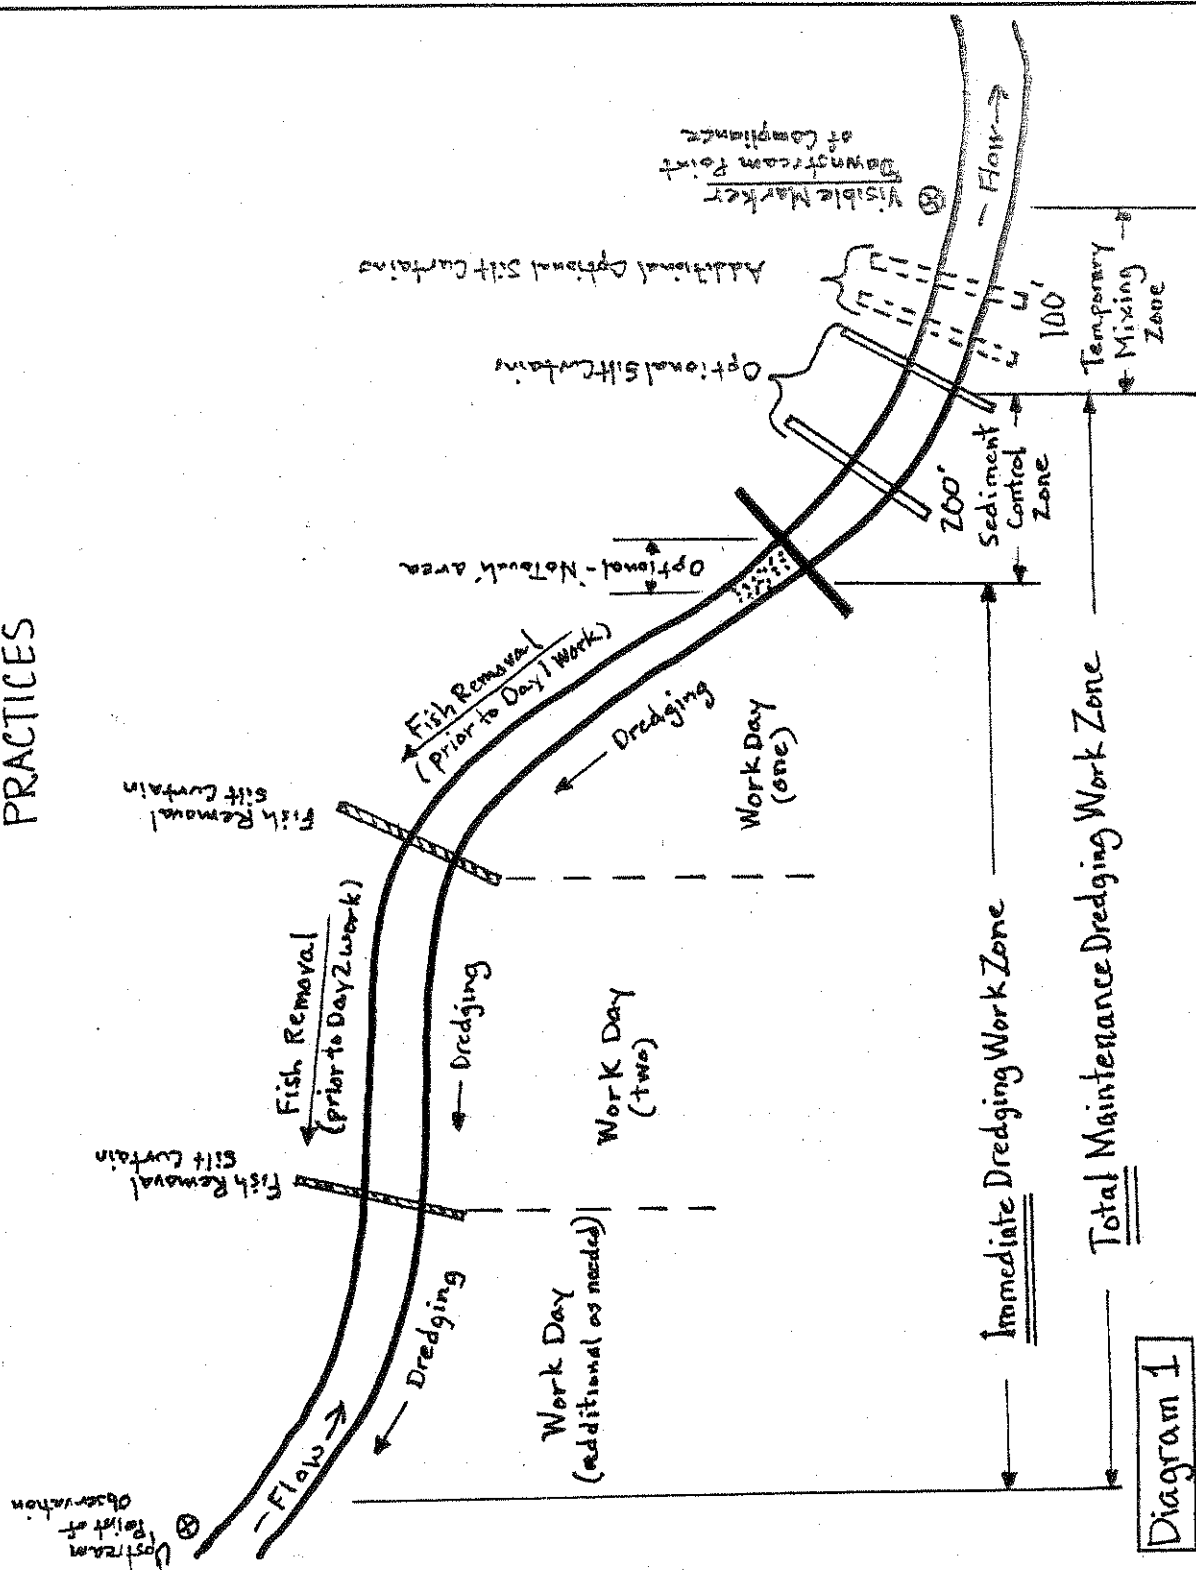 PRACTICES
Upstream
Point of
Observation
- Flow →
Fish Removal
Silt Curtain
Fish Removal
(prior to Day 2 work)
Fish Removal
Silt Curtain
Fish Removal
(prior to Day 1 work)
Optional - "No Touch" area
Optional Silt Curtains
Additional Optional Silt Curtains
Visible Marker
Downstream Point
of Compliance
- Flow →
← Dredging
← Dredging
← Dredging
Work Day
(additional as needed)
Work Day
(two)
Work Day
(one)
200'
Sediment
Control
Zone
100'
Temporary
Mixing
Zone
Immediate Dredging Work Zone
Total Maintenance Dredging Work Zone
Diagram 1